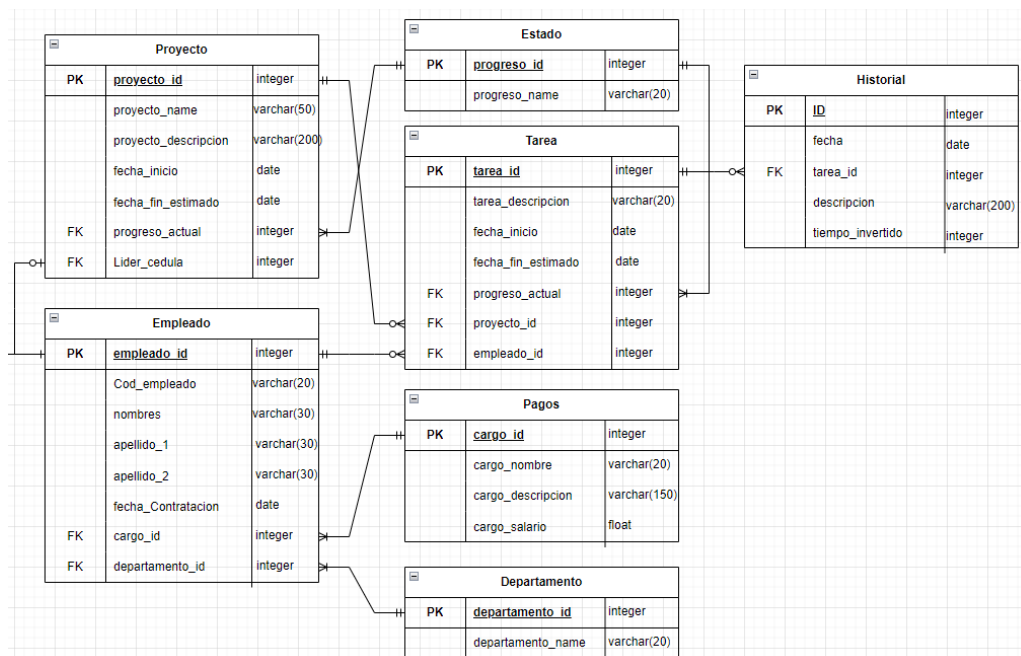 Proyecto
PK proyecto_id integer
proyecto_name varchar(50)
proyecto_descripcion varchar(200)
fecha_inicio date
fecha_fin_estimado date
FK progreso_actual integer
FK Lider_cedula integer
Empleado
PK empleado_id integer
Cod_empleado varchar(20)
nombres varchar(30)
apellido_1 varchar(30)
apellido_2 varchar(30)
fecha_Contratacion date
FK cargo_id integer
FK departamento_id integer
Estado
PK progreso_id integer
progreso_name varchar(20)
Tarea
PK tarea_id integer
tarea_descripcion varchar(20)
fecha_inicio date
fecha_fin_estimado date
FK progreso_actual integer
FK proyecto_id integer
FK empleado_id integer
Pagos
PK cargo_id integer
cargo_nombre varchar(20)
cargo_descripcion varchar(150)
cargo_salario float
Departamento
PK departamento_id integer
departamento_name varchar(20)
Historial
PK ID integer
fecha date
FK tarea_id integer
descripcion varchar(200)
tiempo_invertido integer